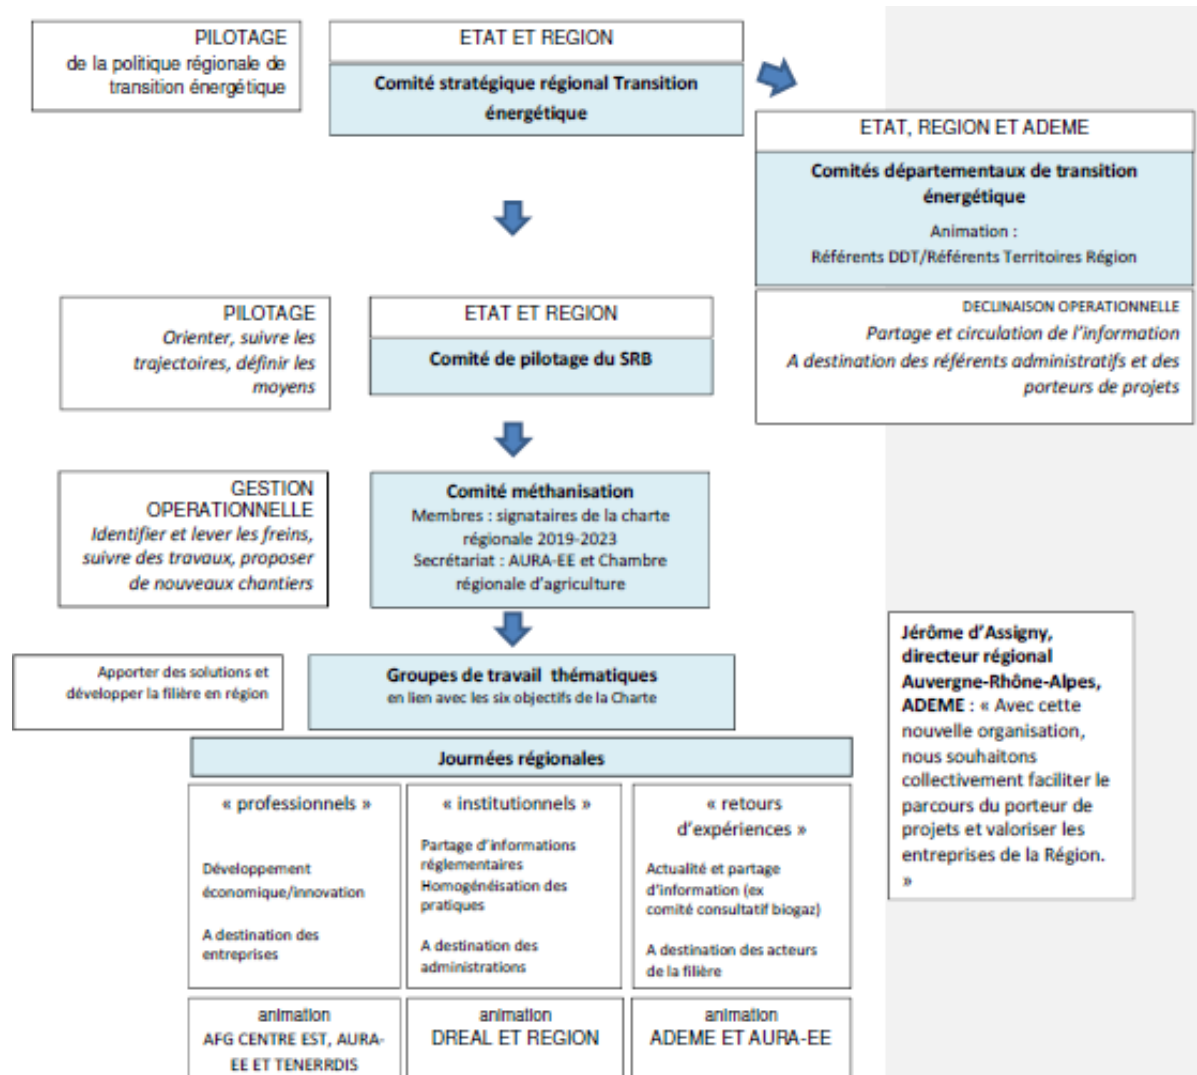 PILOTAGE
de la politique régionale de
transition énergétique
ETAT ET REGION
Comité stratégique régional Transition
énergétique
ETAT, REGION ET ADEME
Comités départementaux de transition
énergétique
Animation :
Référents DDT/Référents Territoires Région
DECLINAISON OPERATIONNELLE
Partage et circulation de l'information
A destination des référents administratifs et des
porteurs de projets
PILOTAGE
Orienter, suivre les
trajectoires, définir les
moyens
ETAT ET REGION
Comité de pilotage du SRB
GESTION
OPERATIONNELLE
Identifier et lever les freins,
suivre des travaux, proposer
de nouveaux chantiers
Comité méthanisation
Membres : signataires de la charte
régionale 2019-2023
Secrétariat : AURA-EE et Chambre
régionale d'agriculture
Apporter des solutions et
développer la filière en région
Groupes de travail thématiques
en lien avec les six objectifs de la Charte
Jérôme d'Assigny,
directeur régional
Auvergne-Rhône-Alpes,
ADEME : « Avec cette
nouvelle organisation,
nous souhaitons
collectivement faciliter le
parcours du porteur de
projets et valoriser les
entreprises de la Région.
»
Journées régionales
« professionnels »
Développement
économique/innovation
A destination des
entreprises
animation
AFG CENTRE EST, AURA-
EE ET TENERRDIS
« institutionnels »
Partage d'informations
réglementaires
Homogénéisation des
pratiques
A destination des
administrations
animation
DREAL ET REGION
« retours
d'expériences »
Actualité et partage
d'information (ex
comité consultatif biogaz)
A destination des acteurs
de la filière
animation
ADEME ET AURA-EE